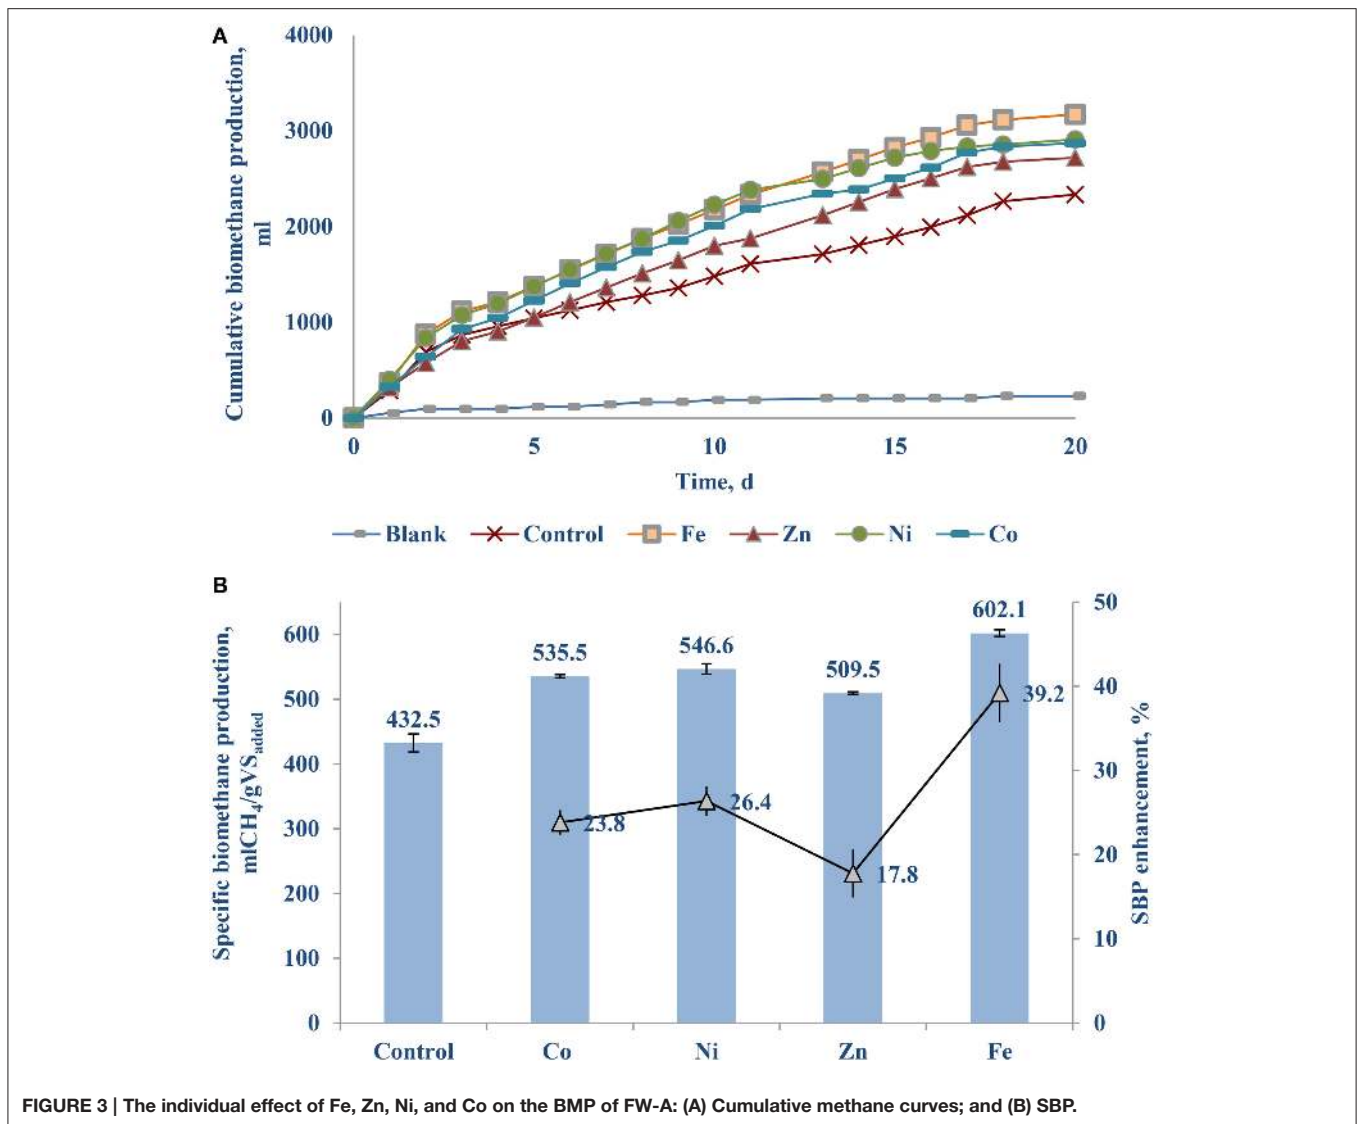 A
Cumulative biomethane production,
ml
4000
3000
2000
1000
0
0 5 10 15 20
Time, d
Blank Control Fe Zn Ni Co
B
Specific biomethane production,
mlCH4/gVSadded
600
500
400
300
200
100
0
432.5
535.5
546.6
509.5
602.1
23.8
26.4
17.8
39.2
50
40
30
20
10
0
SBP enhancement, %
Control Co Ni Zn Fe
FIGURE 3 | The individual effect of Fe, Zn, Ni, and Co on the BMP of FW-A: (A) Cumulative methane curves; and (B) SBP.